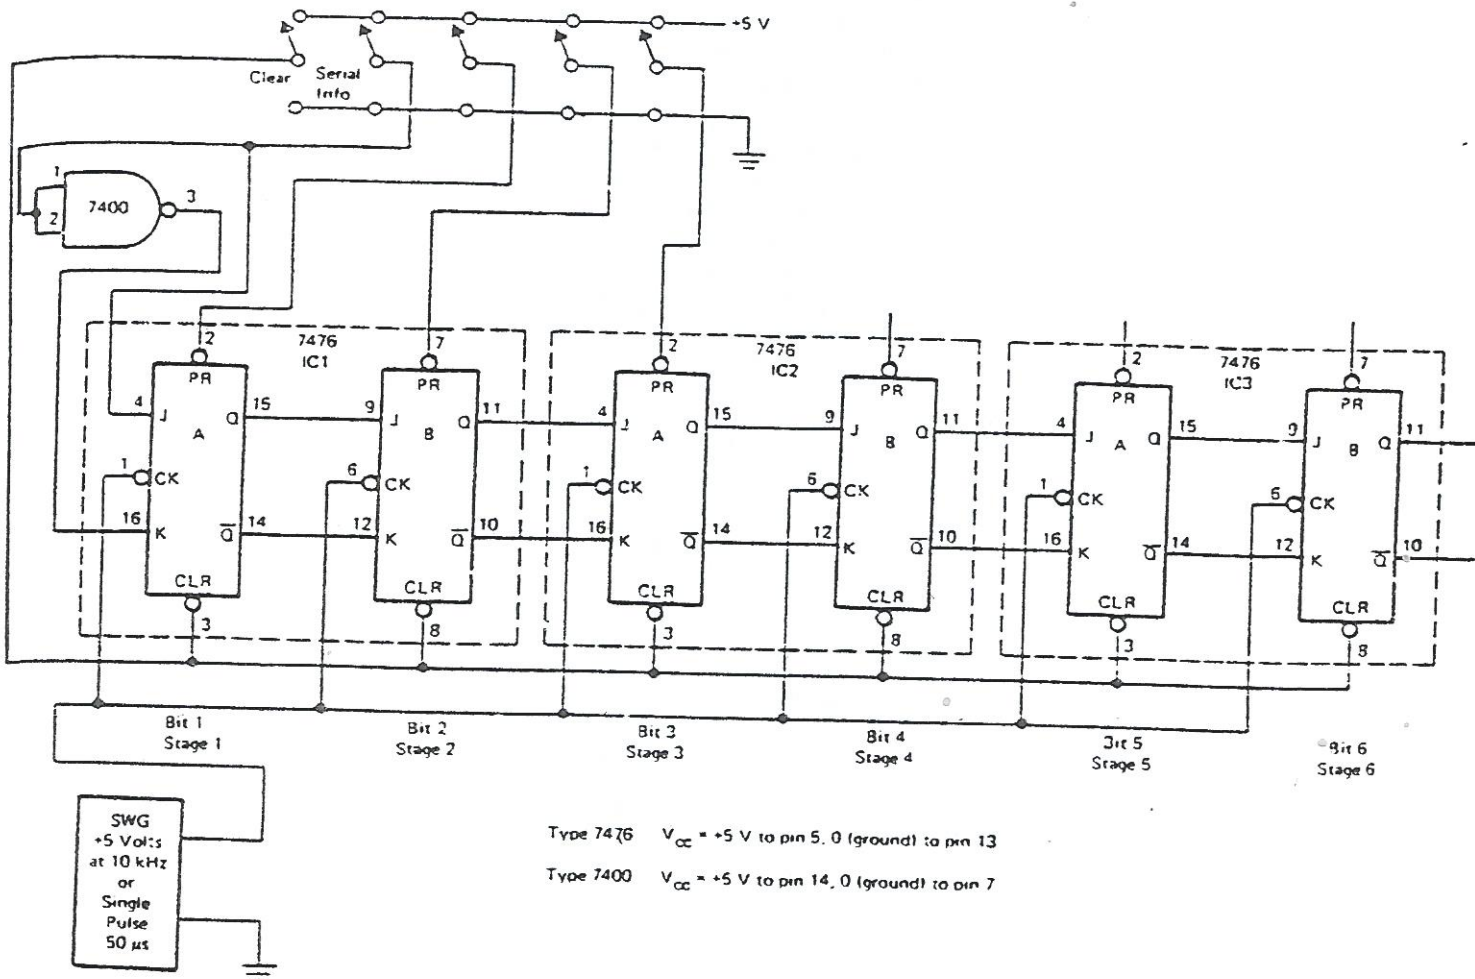 +5 V
Clear
Serial
Info
1
2
7400
3
2
7476
IC1
7
2
7476
IC2
7
2
7476
IC3
7
PR
PR
PR
PR
PR
PR
4
J
A
Q
15
9
J
B
Q
11
4
J
A
Q
15
9
J
B
Q
11
4
J
A
Q
15
9
J
B
Q
11
1
CK
6
CK
1
CK
6
CK
1
CK
6
CK
16
K
Q̅
14
12
K
Q̅
10
16
K
Q̅
14
12
K
Q̅
10
16
K
Q̅
14
12
K
Q̅
10
CLR
CLR
CLR
CLR
CLR
CLR
3
8
3
8
3
8
Bit 1
Stage 1
Bit 2
Stage 2
Bit 3
Stage 3
Bit 4
Stage 4
Bit 5
Stage 5
Bit 6
Stage 6
SWG
+5 Volts
at 10 kHz
or
Single
Pulse
50 µs
Type 7476 VCC = +5 V to pin 5, 0 (ground) to pin 13
Type 7400 VCC = +5 V to pin 14, 0 (ground) to pin 7